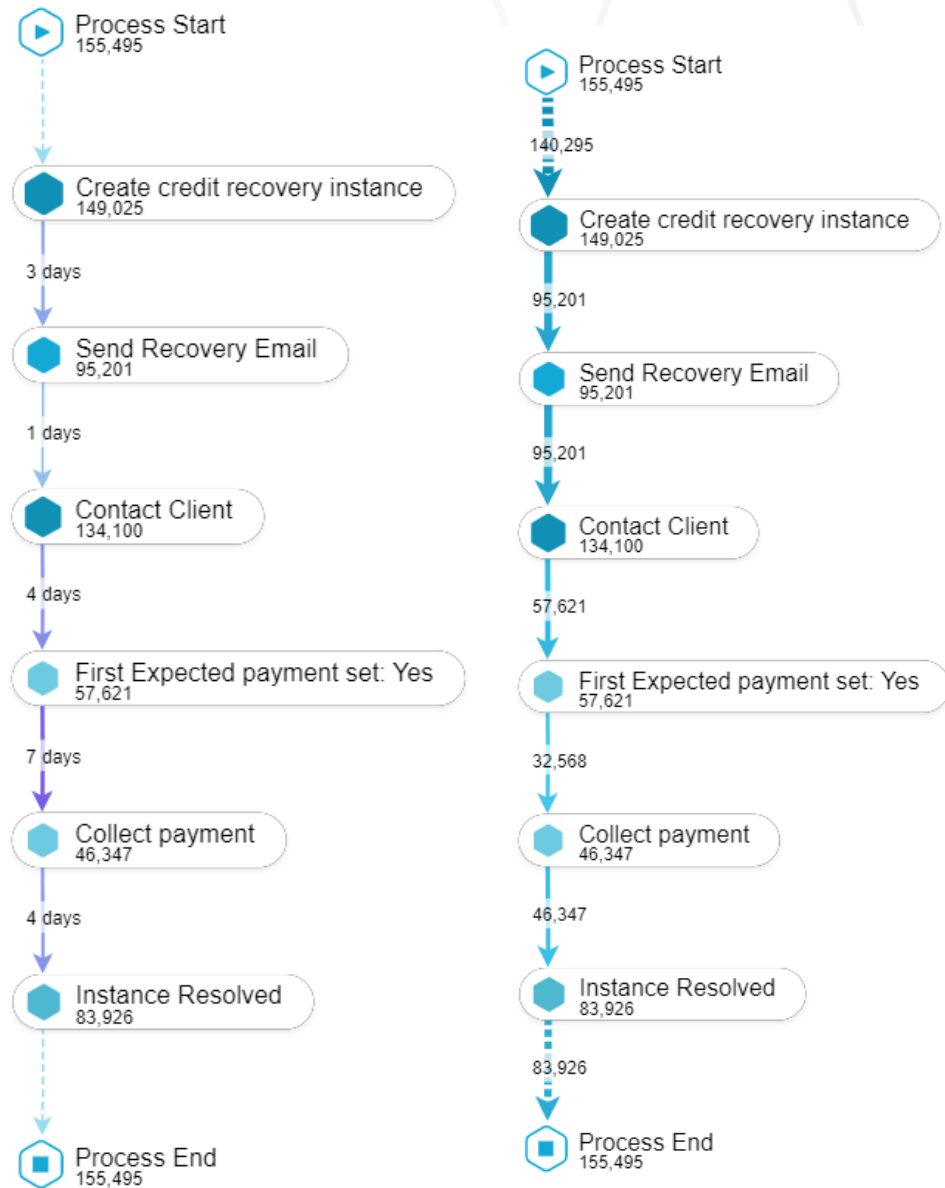 Process Start
155,495
Create credit recovery instance
149,025
3 days
Send Recovery Email
95,201
1 days
Contact Client
134,100
4 days
First Expected payment set: Yes
57,621
7 days
Collect payment
46,347
4 days
Instance Resolved
83,926
Process End
155,495
Process Start
155,495
140,295
Create credit recovery instance
149,025
95,201
Send Recovery Email
95,201
95,201
Contact Client
134,100
57,621
First Expected payment set: Yes
57,621
32,568
Collect payment
46,347
46,347
Instance Resolved
83,926
83,926
Process End
155,495